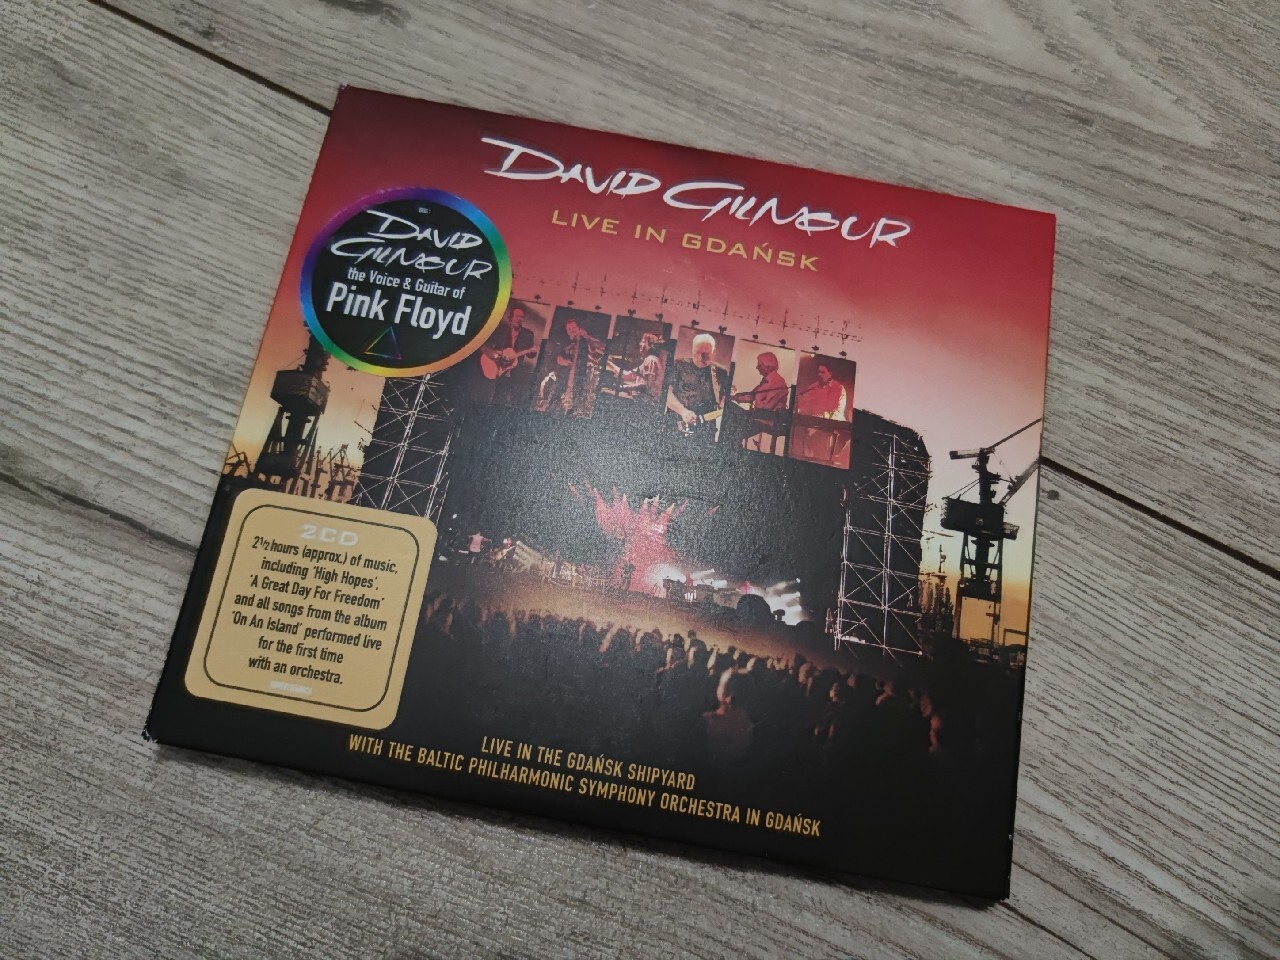 DAVID GILMOUR
LIVE IN GDAŃSK
DAVID
GILMOUR
the Voice & Guitar of
Pink Floyd
2CD
2½ hours (approx.) of music,
including 'High Hopes',
'A Great Day For Freedom'
and all songs from the album
'On An Island' performed live
for the first time
with an orchestra.
LIVE IN THE GDAŃSK SHIPYARD
WITH THE BALTIC PHILHARMONIC SYMPHONY ORCHESTRA IN GDAŃSK